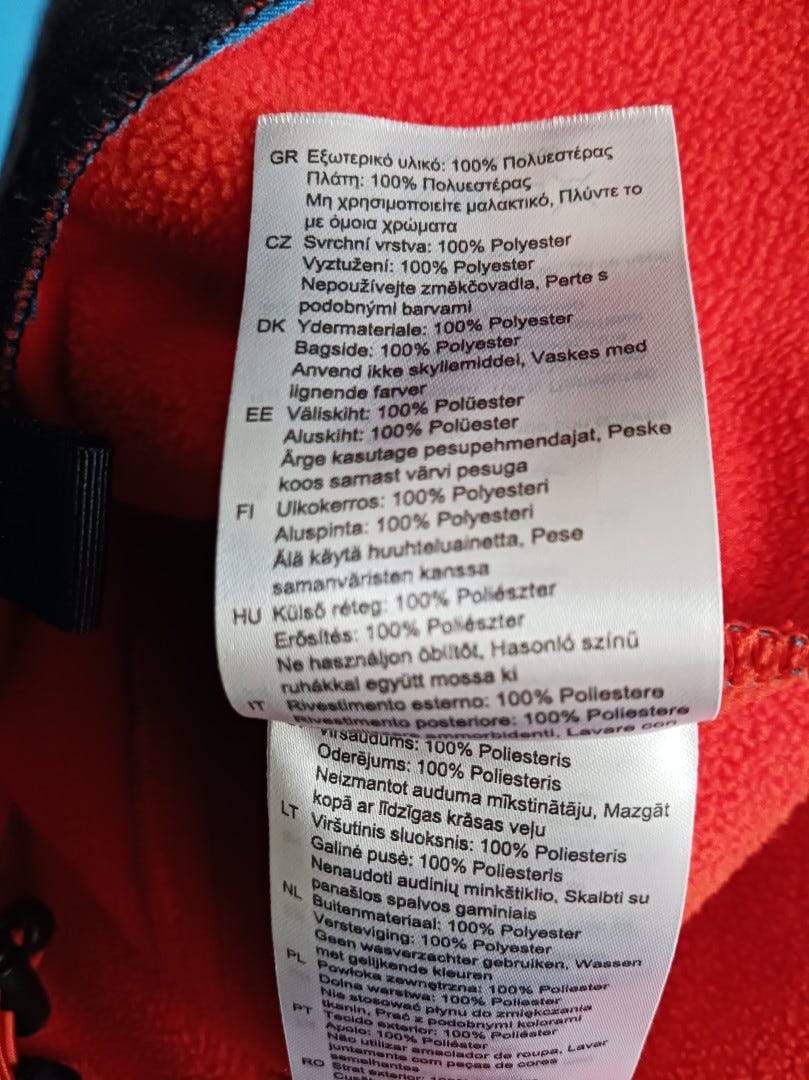 GR Εξωτερικό υλικό: 100% Πολυεστέρας
Πλάτη: 100% Πολυεστέρας
Μη χρησιμοποιείτε μαλακτικό, Πλύντε το
με όμοια χρώματα
CZ Svrchní vrstva: 100% Polyester
Vyztužení: 100% Polyester
Nepoužívejte změkčovadla, Perte s
podobnými barvami
DK Ydermateriale: 100% Polyester
Bagside: 100% Polyester
Anvend ikke skyllemiddel, Vaskes med
lignende farver
EE Väliskiht: 100% Polüester
Aluskiht: 100% Polüester
Ärge kasutage pesupehmendajat, Peske
koos samast värvi pesuga
FI Ulkokerros: 100% Polyesteri
Aluspinta: 100% Polyesteri
Älä käytä huuhteluainetta, Pese
samanväristen kanssa
HU Külső réteg: 100% Poliészter
Erősítés: 100% Poliészter
Ne használjon öblítőt, Hasonló színű
ruhákkal együtt mossa ki
IT Rivestimento esterno: 100% Poliestere
Rivestimento posteriore: 100% Poliestere
ammorbidenti, Lavare con
Virsaudums: 100% Poliesteris
Oderējums: 100% Poliesteris
Neizmantot auduma mīkstinātāju, Mazgāt
kopā ar līdzīgas krāsas veļu
LT Viršutinis sluoksnis: 100% Poliesteris
Galinė pusė: 100% Poliesteris
Nenaudoti audinių minkštiklio, Skalbti su
panašios spalvos gaminiais
NL Buitenmateriaal: 100% Polyester
Versteviging: 100% Polyester
Geen wasverzachter gebruiken, Wassen
met gelijkende kleuren
PL Powłoka zewnętrzna: 100% Poliester
Dolna warstwa: 100% Poliester
Nie stosować płynu do zmiękczania
tkanin, Prać z podobnymi kolorami
PT Tecido exterior: 100% Poliéster
Apoio: 100% Poliéster
Não utilizar amaciador de roupa, Lavar
juntamente com peças de cores
semelhantes
RO Strat exterior: 100% Poliester